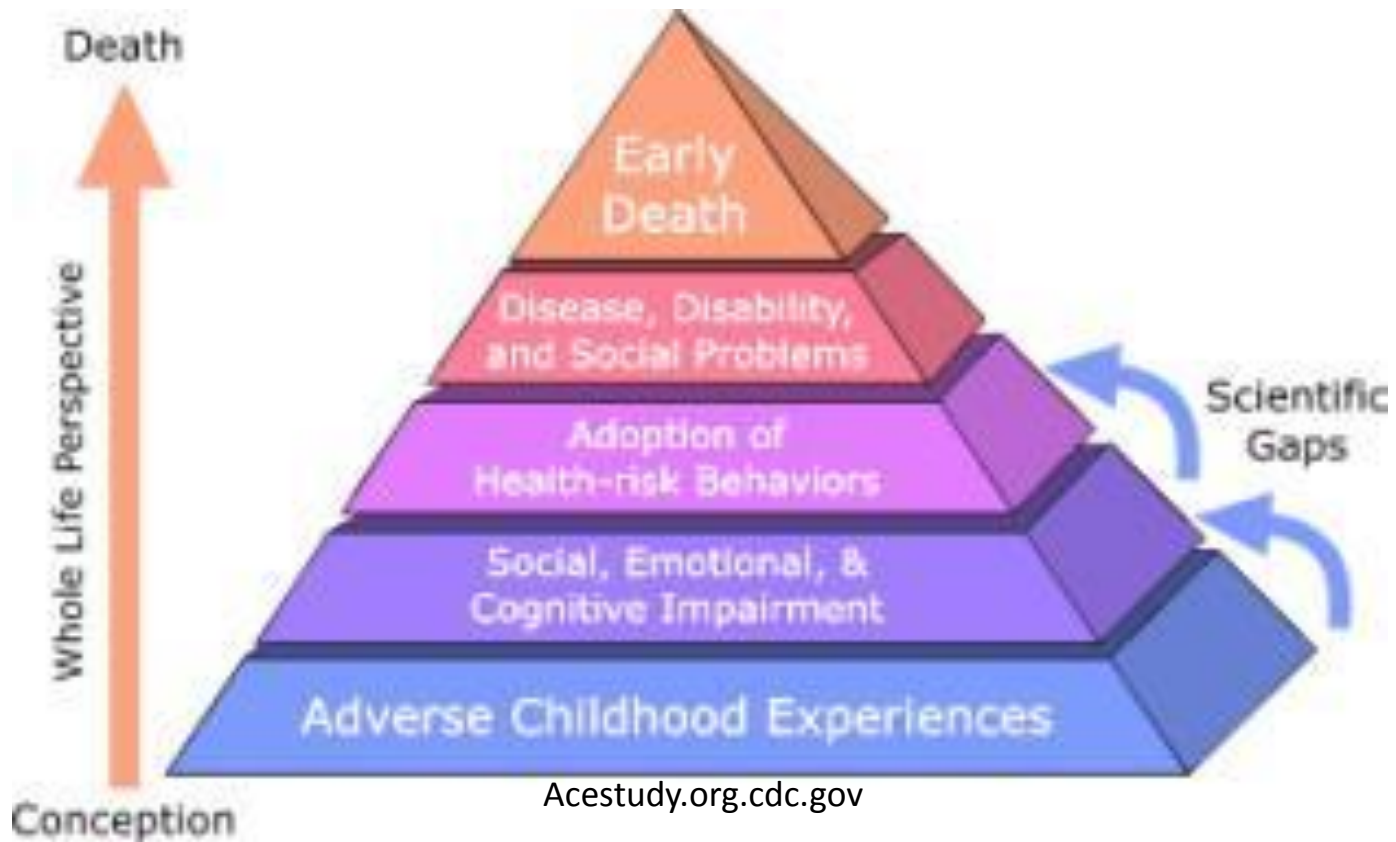 Death
Whole Life Perspective
Conception
Early
Death
Disease, Disability,
and Social Problems
Adoption of
Health-risk Behaviors
Social, Emotional, &
Cognitive Impairment
Adverse Childhood Experiences
Scientific
Gaps
Acestudy.org.cdc.gov